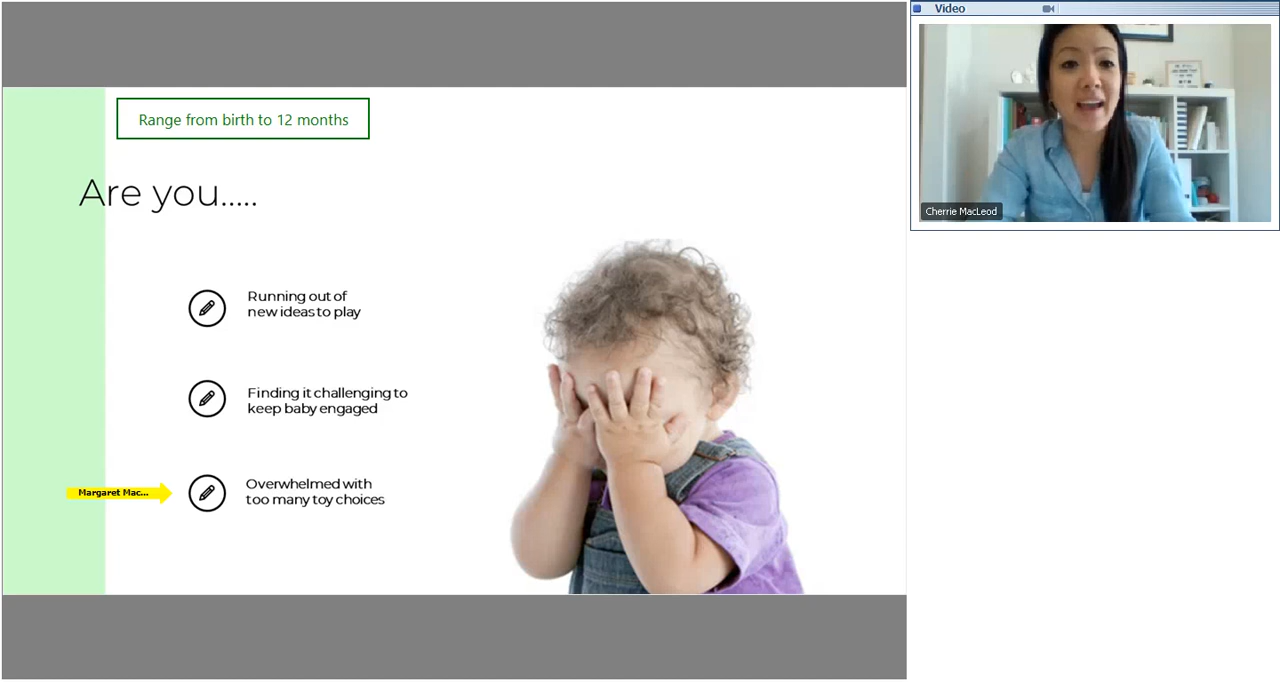 Range from birth to 12 months
Are you.....
Running out of
new ideas to play
Finding it challenging to
keep baby engaged
Margaret Mac...
Overwhelmed with
too many toy choices
Video
Cherrie MacLeod